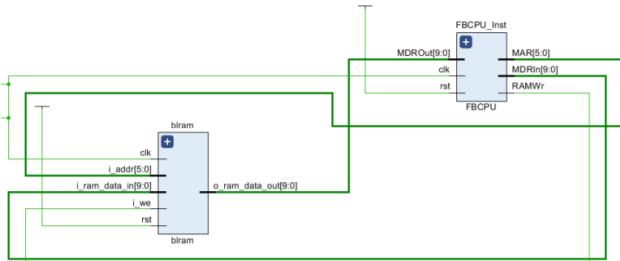 FBCPU_Inst
MDROut[9:0]
MAR[5:0]
clk
MDRIn[9:0]
rst
RAMWr
FBCPU
blram
clk
i_addr[5:0]
i_ram_data_in[9:0]
o_ram_data_out[9:0]
i_we
rst
blram